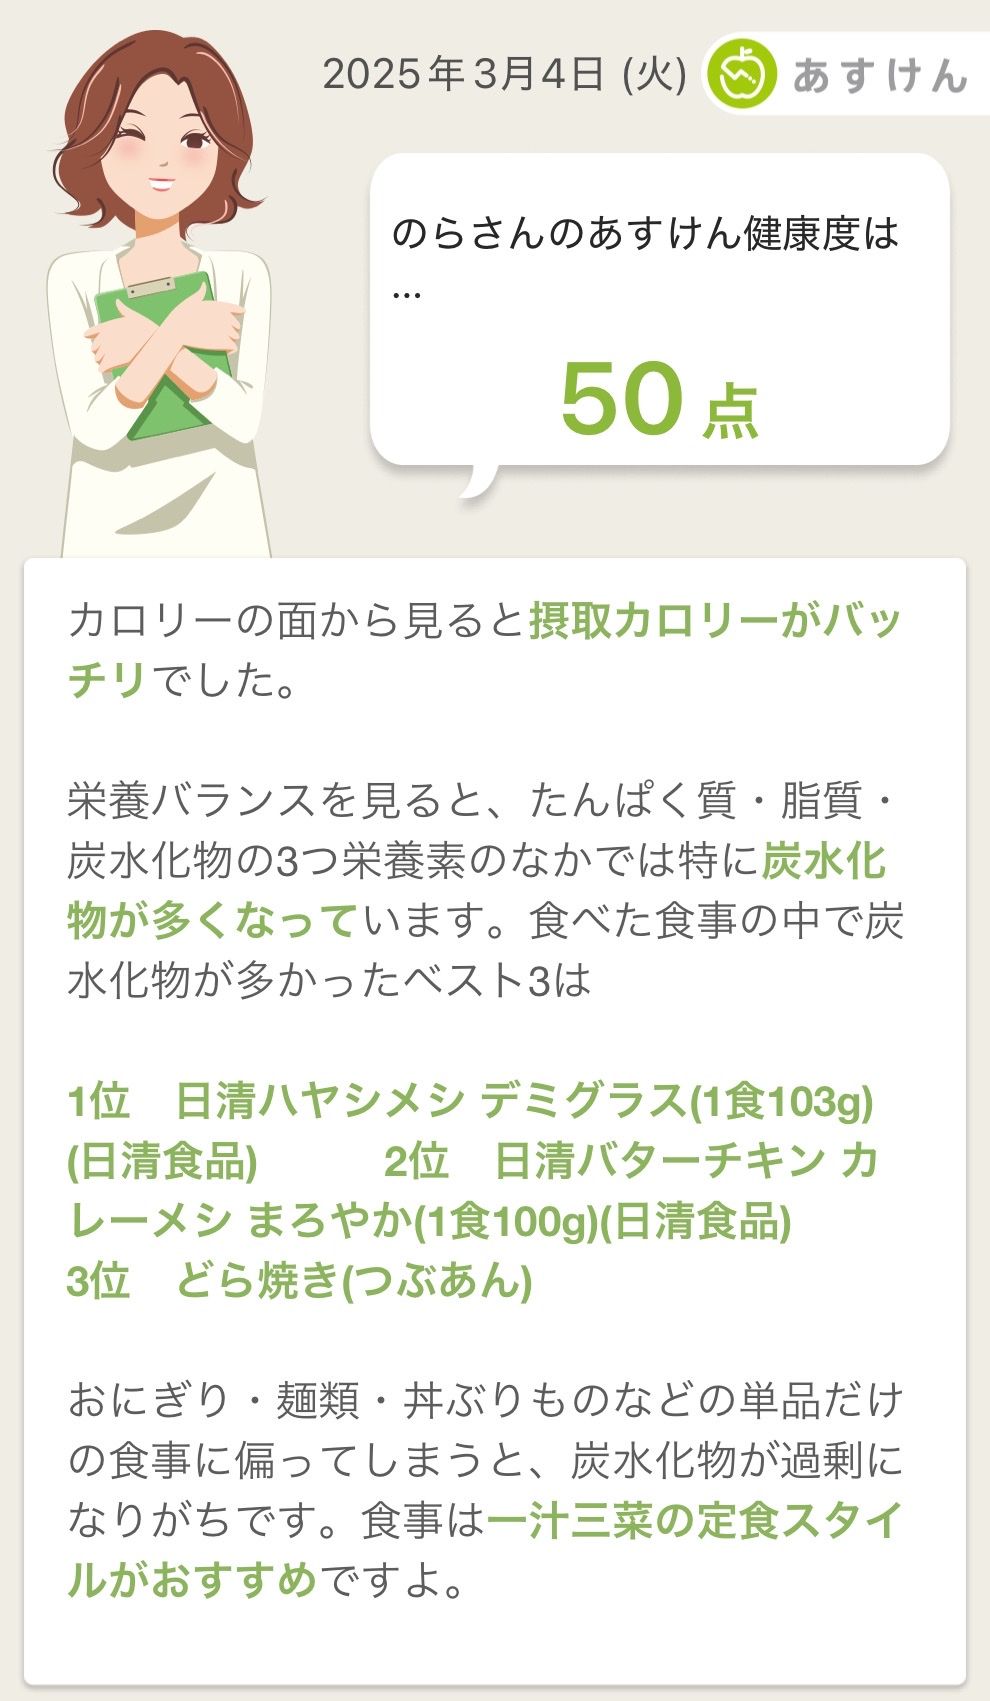 2025年3月4日 (火)
あすけん
のらさんのあすけん健康度は
...
50 点
カロリーの面から見ると摂取カロリーがバッ
チリでした。
栄養バランスを見ると、たんぱく質・脂質・
炭水化物の3つ栄養素のなかでは特に炭水化
物が多くなっています。食べた食事の中で炭
水化物が多かったベスト3は
1位　日清ハヤシメシ デミグラス(1食103g)
(日清食品)　　　2位　日清バターチキン カ
レーメシ まろやか(1食100g)(日清食品)
3位　どら焼き(つぶあん)
おにぎり・麺類・丼ぶりものなどの単品だけ
の食事に偏ってしまうと、炭水化物が過剰に
なりがちです。食事は一汁三菜の定食スタイ
ルがおすすめですよ。